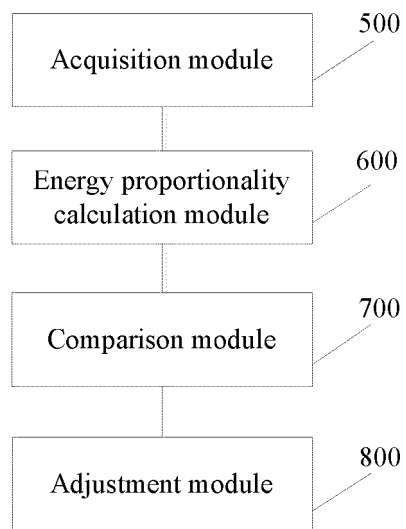 500
Acquisition module
600
Energy proportionality
calculation module
700
Comparison module
800
Adjustment module